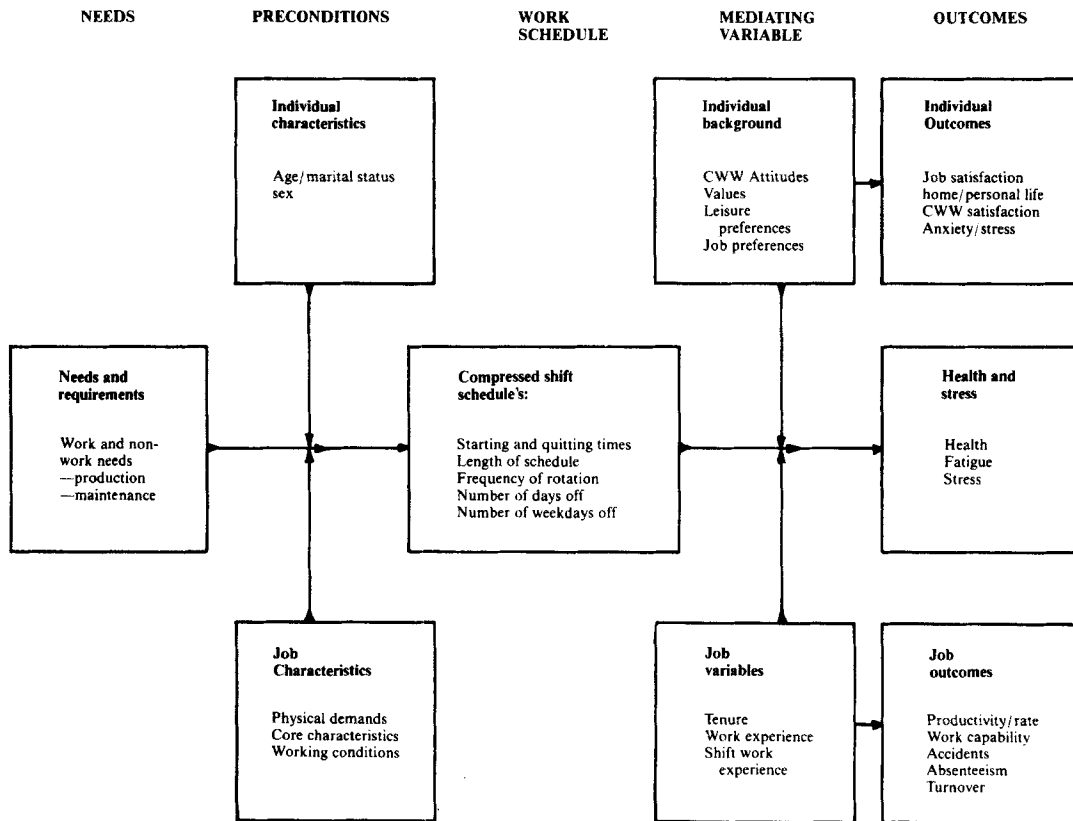 NEEDS
PRECONDITIONS
WORK
SCHEDULE
MEDIATING
VARIABLE
OUTCOMES
Individual
characteristics
Age/marital status
sex
Individual
background
CWW Attitudes
Values
Leisure
preferences
Job preferences
Individual
Outcomes
Job satisfaction
home/personal life
CWW satisfaction
Anxiety/stress
Needs and
requirements
Work and non-
work needs
—production
—maintenance
Compressed shift
schedule's:
Starting and quitting times
Length of schedule
Frequency of rotation
Number of days off
Number of weekdays off
Health and
stress
Health
Fatigue
Stress
Job
Characteristics
Physical demands
Core characteristics
Working conditions
Job
variables
Tenure
Work experience
Shift work
experience
Job
outcomes
Productivity/rate
Work capability
Accidents
Absenteeism
Turnover